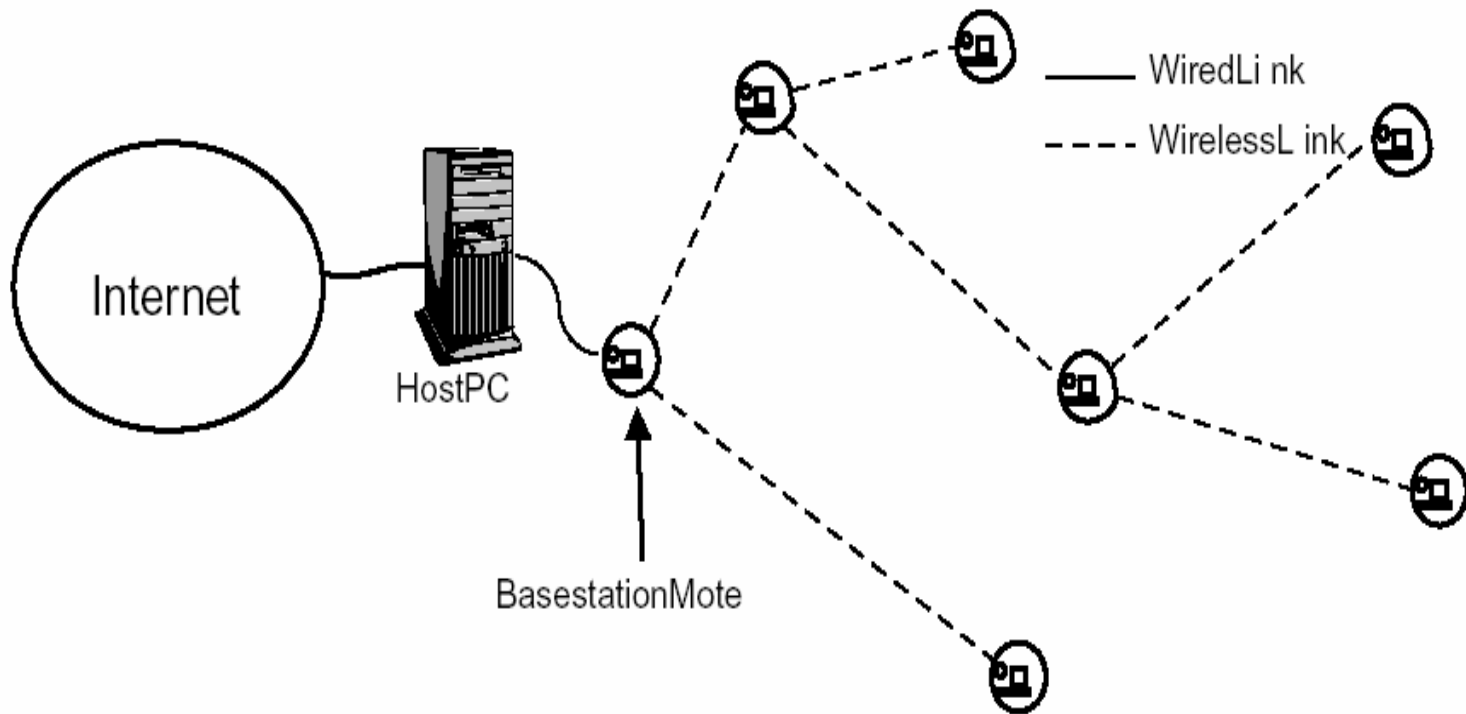 WiredLi nk
WirelessL ink
Internet
HostPC
BasestationMote